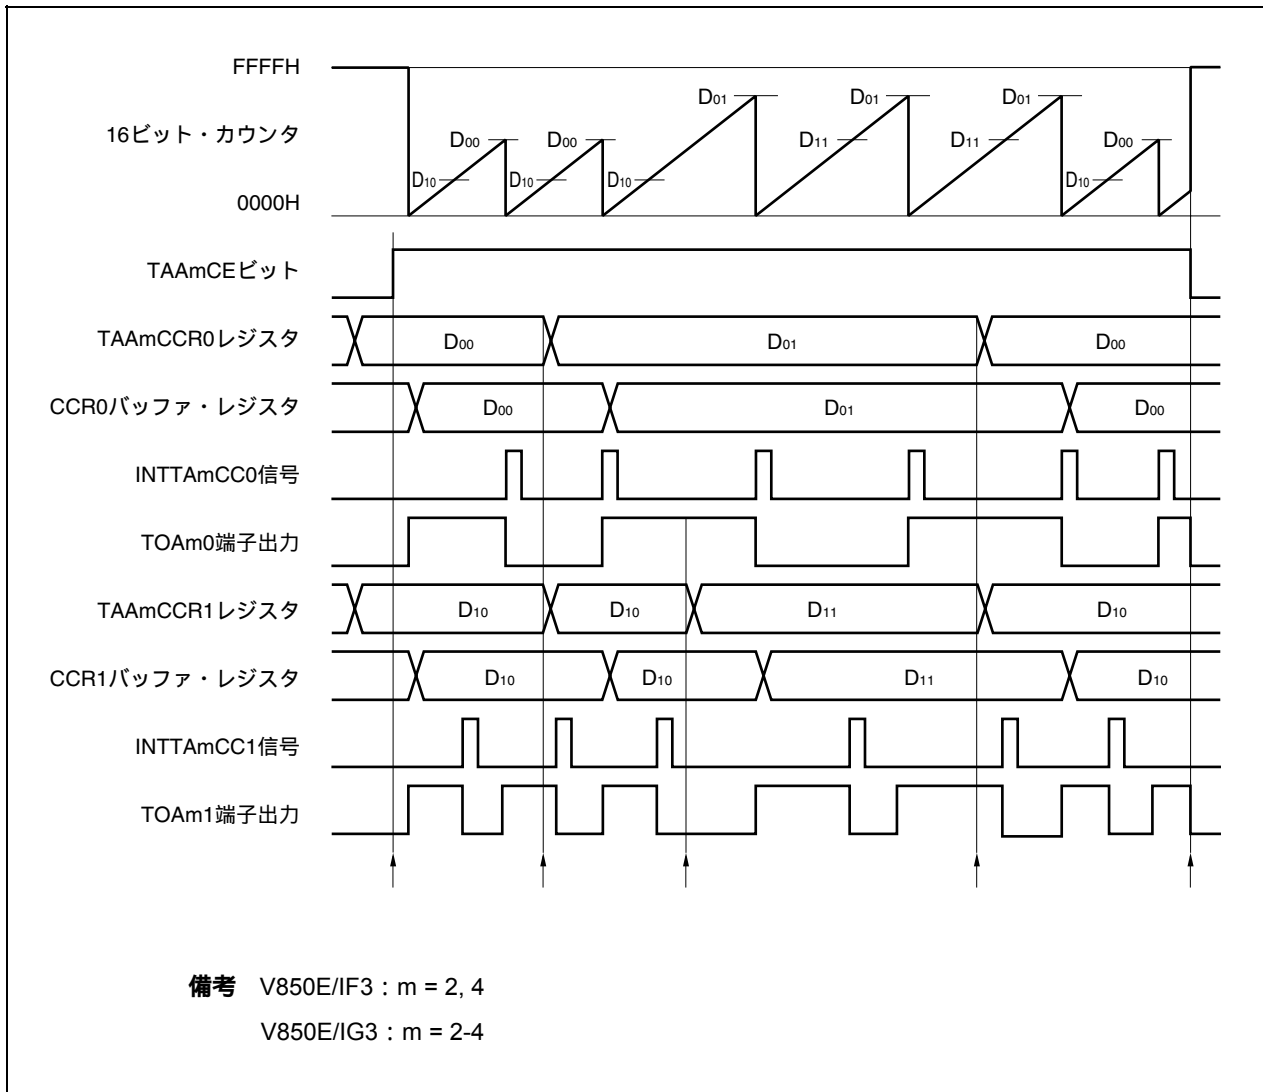 FFFFH
16ビット・カウンタ
0000H
D00 D00 D01 D01 D01 D00
D10 D10 D10 D11 D11 D10
TAAmCEビット
TAAmCCR0レジスタ D00 D01 D00
CCR0バッファ・レジスタ D00 D01 D00
INTTAmCC0信号
TOAm0端子出力
TAAmCCR1レジスタ D10 D10 D11 D10
CCR1バッファ・レジスタ D10 D10 D11 D10
INTTAmCC1信号
TOAm1端子出力
備考 V850E/IF3：m = 2, 4
V850E/IG3：m = 2-4